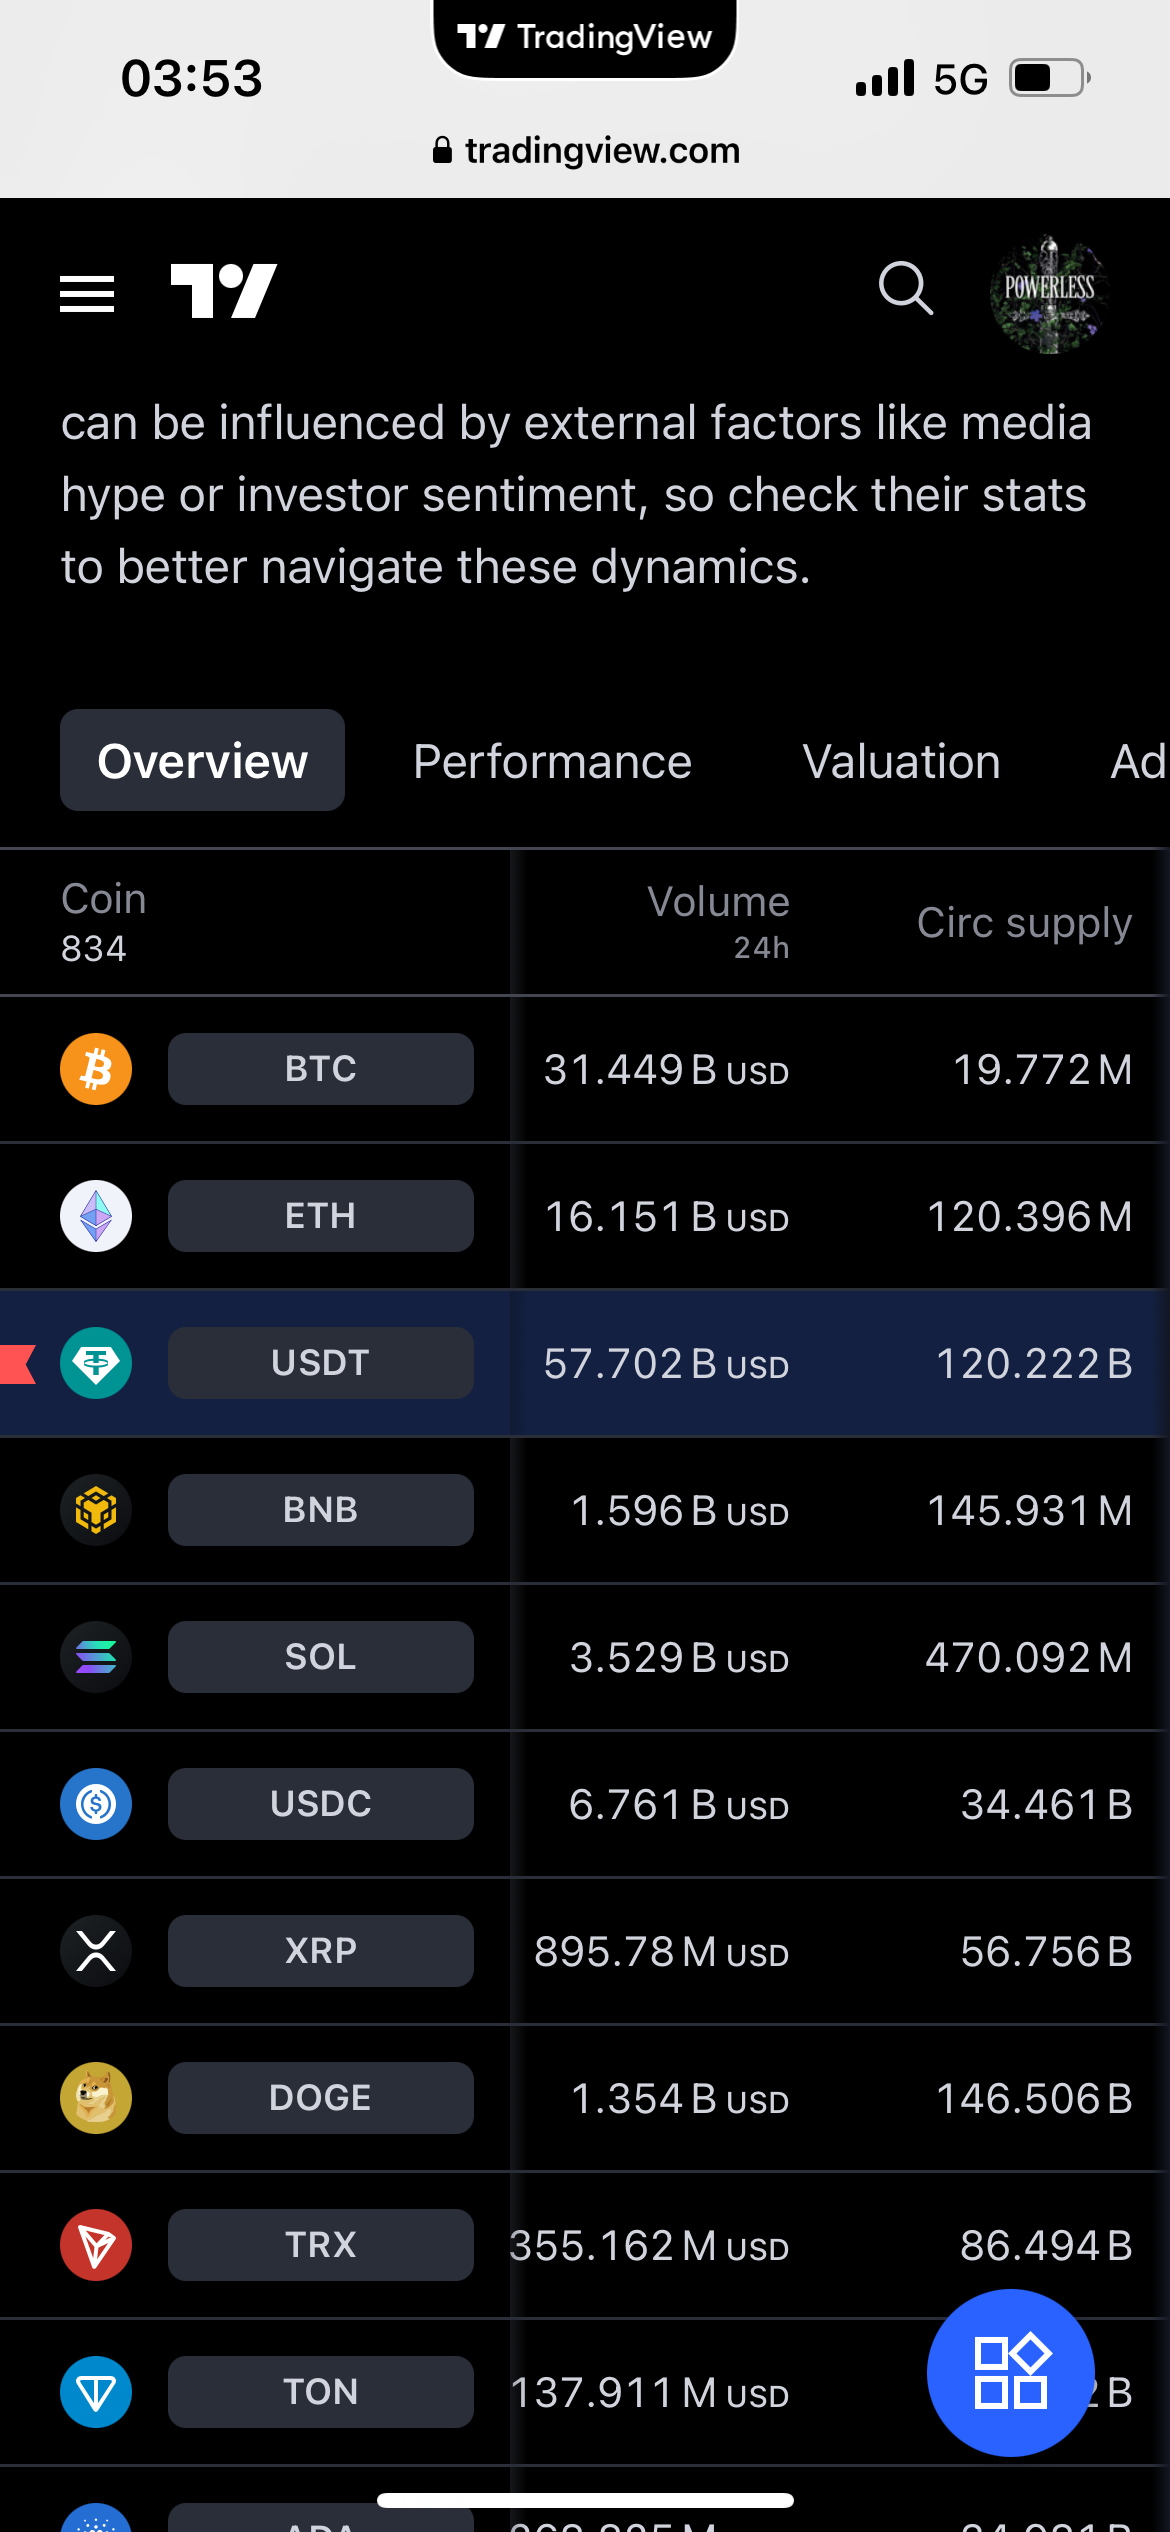 TradingView
03:53
5G
tradingview.com
POWERLESS
can be influenced by external factors like media
hype or investor sentiment, so check their stats
to better navigate these dynamics.
Overview Performance Valuation Ad
Coin
834
Volume
24h
Circ supply
BTC 31.449 B USD 19.772 M
ETH 16.151 B USD 120.396 M
USDT 57.702 B USD 120.222 B
BNB 1.596 B USD 145.931 M
SOL 3.529 B USD 470.092 M
USDC 6.761 B USD 34.461 B
XRP 895.78 M USD 56.756 B
DOGE 1.354 B USD 146.506 B
TRX 355.162 M USD 86.494 B
TON 137.911 M USD B
ADA